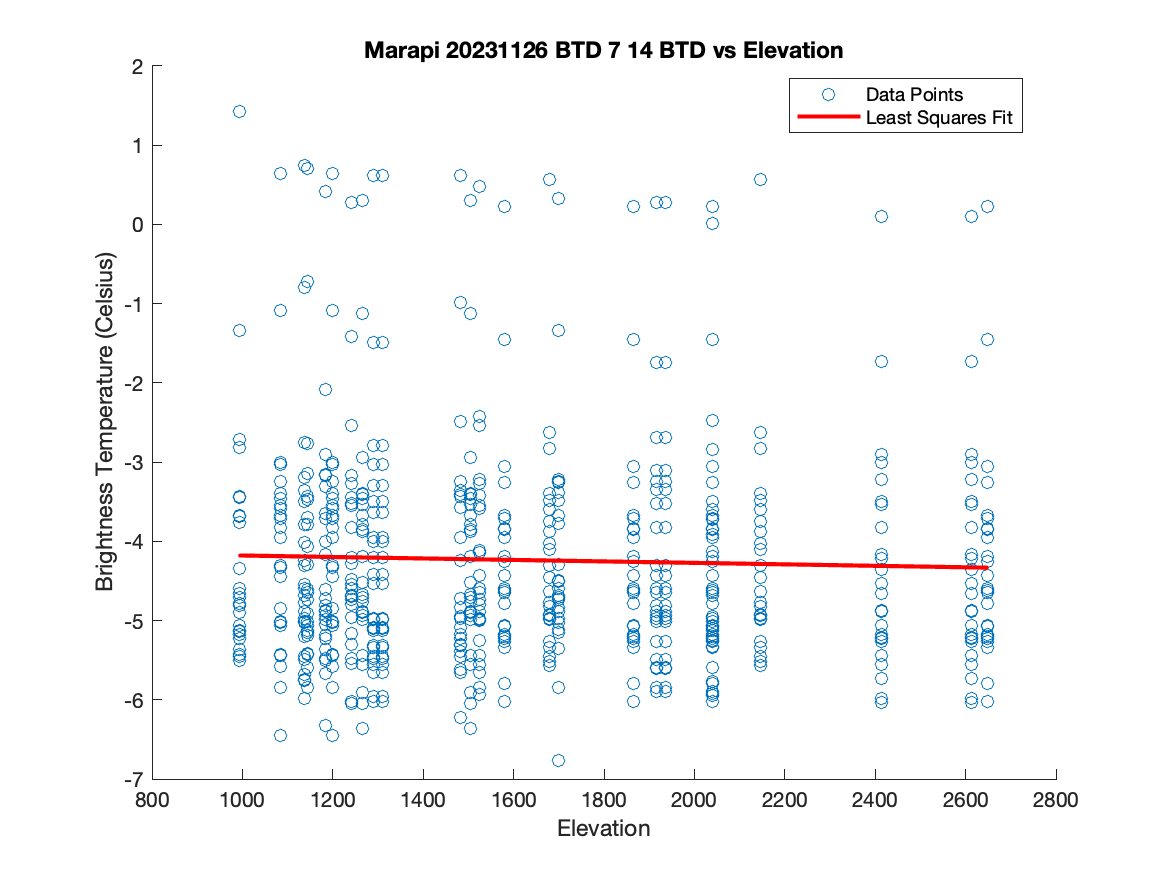 Marapi 20231126 BTD 7 14 BTD vs Elevation
Data Points
Least Squares Fit
Brightness Temperature (Celsius)
2
1
0
-1
-2
-3
-4
-5
-6
-7
800 1000 1200 1400 1600 1800 2000 2200 2400 2600 2800
Elevation